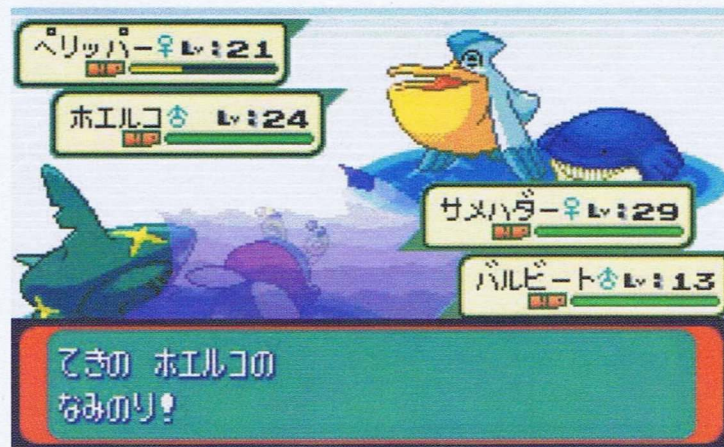 ペリッパー♀ Lv:21
HP
ホエルコ♂ Lv:24
HP
サメハダー♀ Lv:29
HP
バルビート♂ Lv:13
HP
てきの ホエルコの
なみのり!